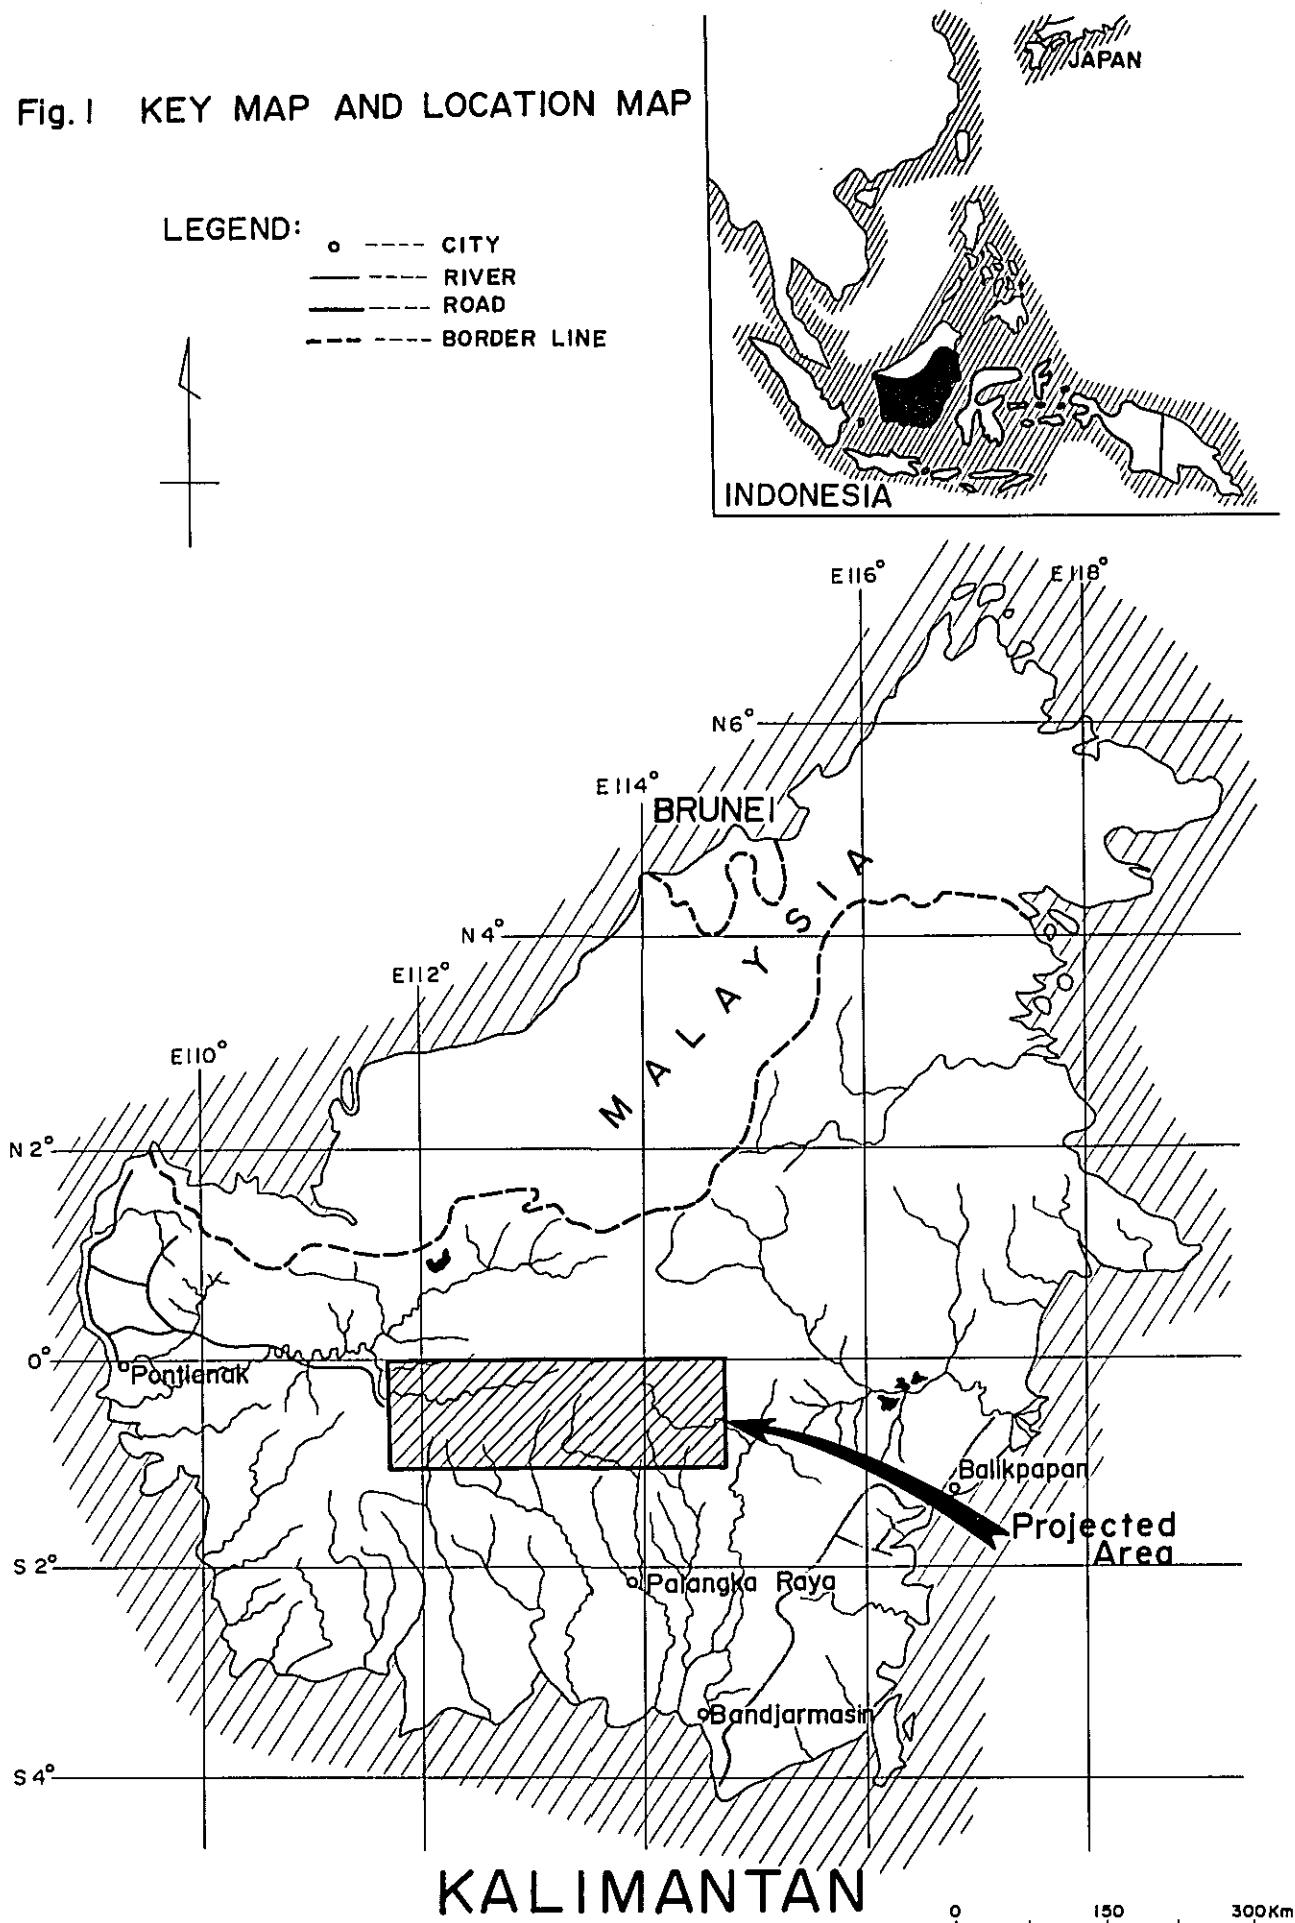 Fig. 1 KEY MAP AND LOCATION MAP
JAPAN
LEGEND:
CITY
RIVER
ROAD
BORDER LINE
INDONESIA
E116°
E118°
N6°
E114°
BRUNEI
MALAYSIA
N4°
E112°
E110°
N2°
0°
Pontienak
Balikpapan
Projected
Area
S2°
Palangka Raya
Bandjarmasin
S4°
KALIMANTAN
0 150 300Km